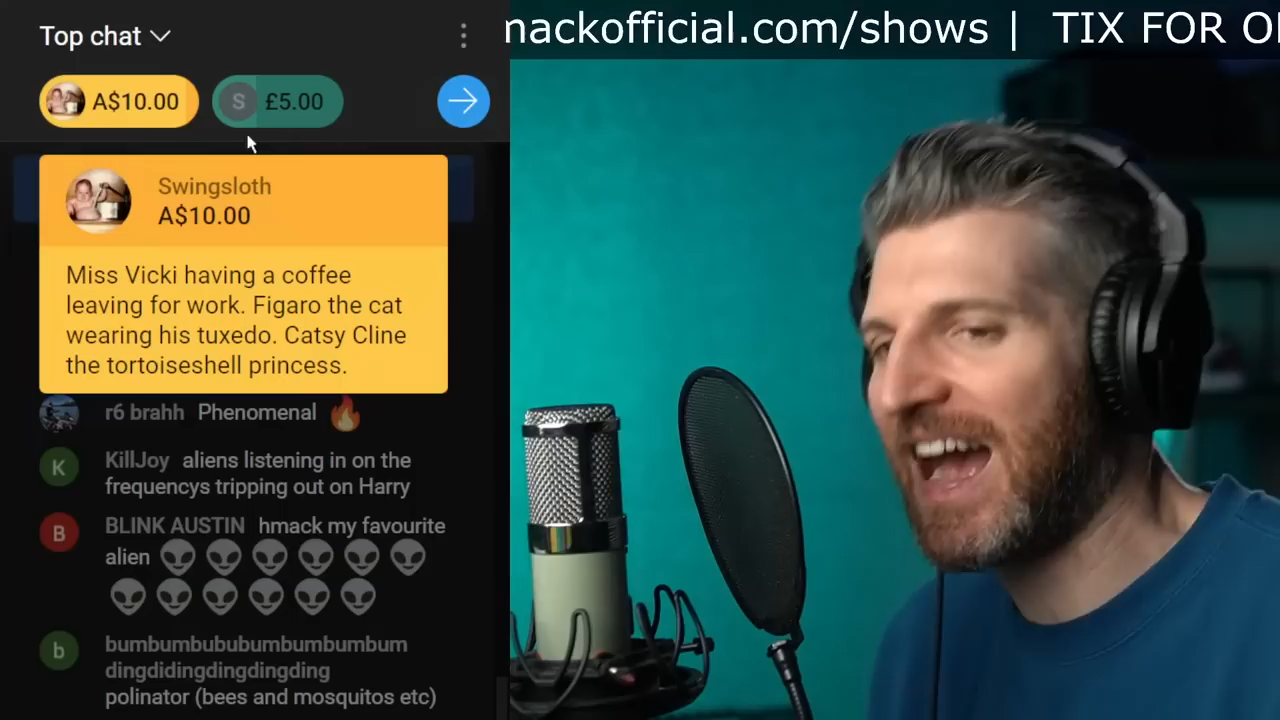 Top chat
mackofficial.com/shows | TIX FOR
A$10.00
S £5.00
Swingsloth
A$10.00
Miss Vicki having a coffee
leaving for work. Figaro the cat
wearing his tuxedo. Catsy Cline
the tortoiseshell princess.
r6 brahh Phenomenal 🔥
K KillJoy aliens listening in on the
frequencys tripping out on Harry
B BLINK AUSTIN hmack my favourite
alien 👽👽👽👽👽👽
👽👽👽👽👽👽
b bumbumbububumbumbumbum
dingdidingdingdingding
polinator (bees and mosquitos etc)